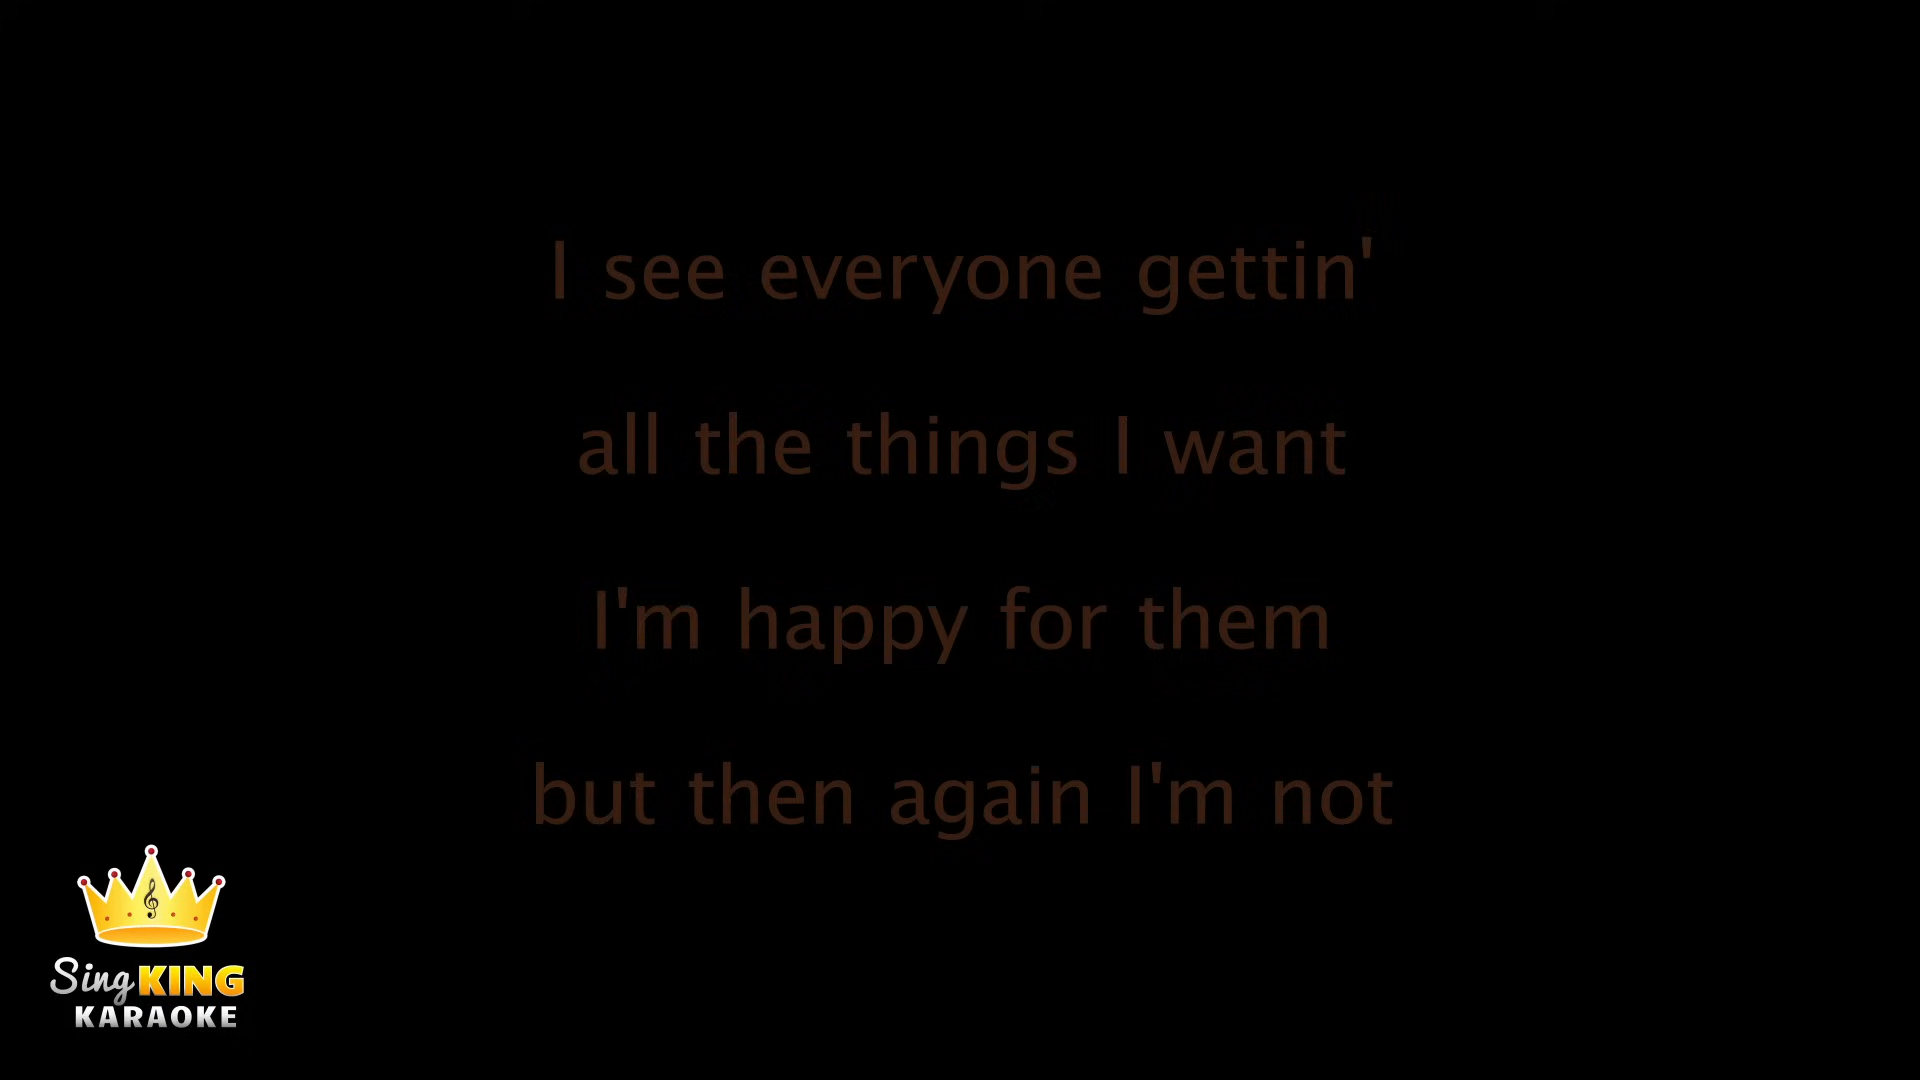 I see everyone gettin'
all the things I want
I'm happy for them
but then again I'm not
Sing KING
KARAOKE